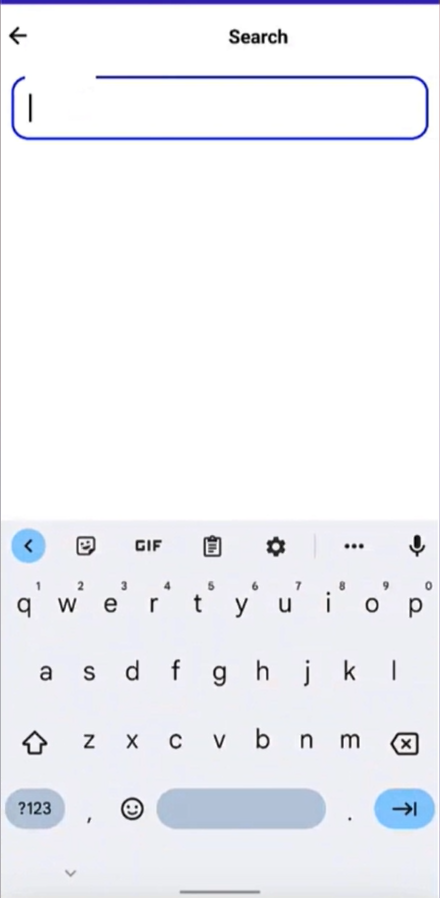 Search
GIF
1 2 3 4 5 6 7 8 9 0
q w e r t y u i o p
a s d f g h j k l
z x c v b n m
?123 , .